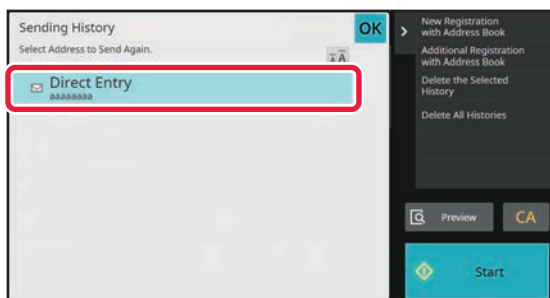 Sending History
OK
Select Address to Send Again.
Direct Entry
aaaaaaaa
New Registration
with Address Book
Additional Registration
with Address Book
Delete the Selected
History
Delete All Histories
Preview
CA
Start